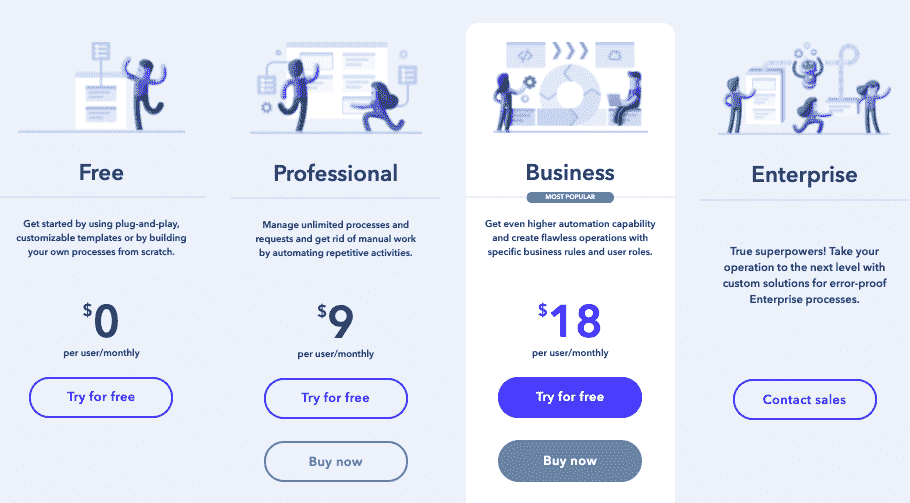 Free
Get started by using plug-and-play,
customizable templates or by building
your own processes from scratch.
$0
per user/monthly
Try for free
Professional
Manage unlimited processes and
requests and get rid of manual work
by automating repetitive activities.
$9
per user/monthly
Try for free
Buy now
Business
MOST POPULAR
Get even higher automation capability
and create flawless operations with
specific business rules and user roles.
$18
per user/monthly
Try for free
Buy now
Enterprise
True superpowers! Take your
operation to the next level with
custom solutions for error-proof
Enterprise processes.
Contact sales